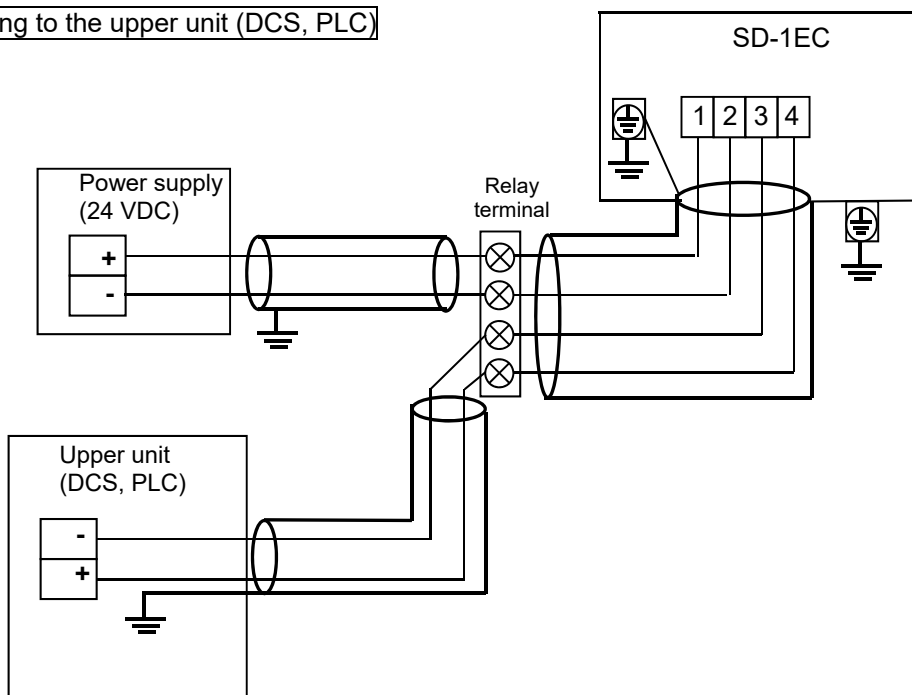 ng to the upper unit (DCS, PLC)
SD-1EC
1 2 3 4
Power supply
(24 VDC)
+
-
Relay
terminal
Upper unit
(DCS, PLC)
-
+